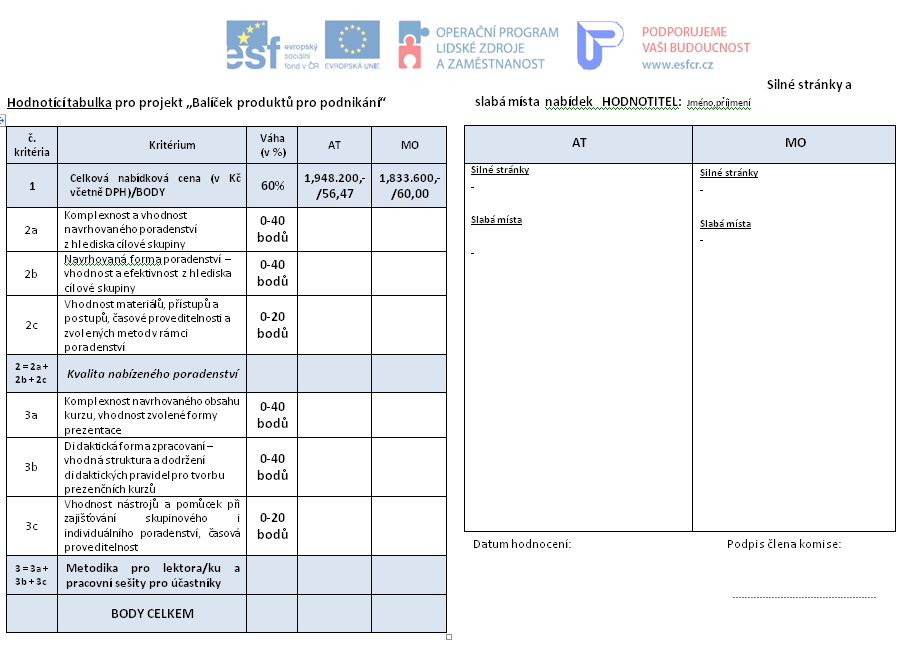 esf evropský
sociální
fond v ČR
EVROPSKÁ UNIE
OPERAČNÍ PROGRAM
LIDSKÉ ZDROJE
A ZAMĚSTNANOST
PODPORUJEME
VAŠI BUDOUCNOST
www.esfcr.cz
Hodnotící tabulka pro projekt „Balíček produktů pro podnikání“
č. kritéria
Kritérium
Váha (v %)
AT
MO
1
Celková nabídková cena (v Kč
včetně DPH)/BODY
60%
1,948.200,-
/56,47
1,833.600,-
/60,00
2a
Komplexnost a vhodnost
navrhovaného poradenství
z hlediska cílové skupiny
0-40
bodů
2b
Navrhovaná forma poradenství –
vhodnost a efektivnost z hlediska
cílové skupiny
0-40
bodů
2c
Vhodnost materiálů, přístupů a
postupů, časové proveditelnosti a
zvolených metod v rámci
poradenství
0-20
bodů
2 = 2a +
2b + 2c
Kvalita nabízeného poradenství
3a
Komplexnost navrhovaného obsahu
kurzu, vhodnost zvolené formy
prezentace
0-40
bodů
3b
Didaktická forma zpracovaní –
vhodná struktura a dodržení
didaktických pravidel pro tvorbu
prezenčních kurzů
0-40
bodů
3c
Vhodnost nástrojů a pomůcek při
zajišťování skupinového i
individuálního poradenství, časová
proveditelnost
0-20
bodů
3 = 3a +
3b + 3c
Metodika pro lektora/ku a
pracovní sešity pro účastníky
BODY CELKEM
Silné stránky a
slabá místa nabídek HODNOTITEL: Jméno,příjmení
AT
MO
Silné stránky
-
Slabá místa
-
Silné stránky
-
Slabá místa
-
Datum hodnocení:
Podpis člena komise: